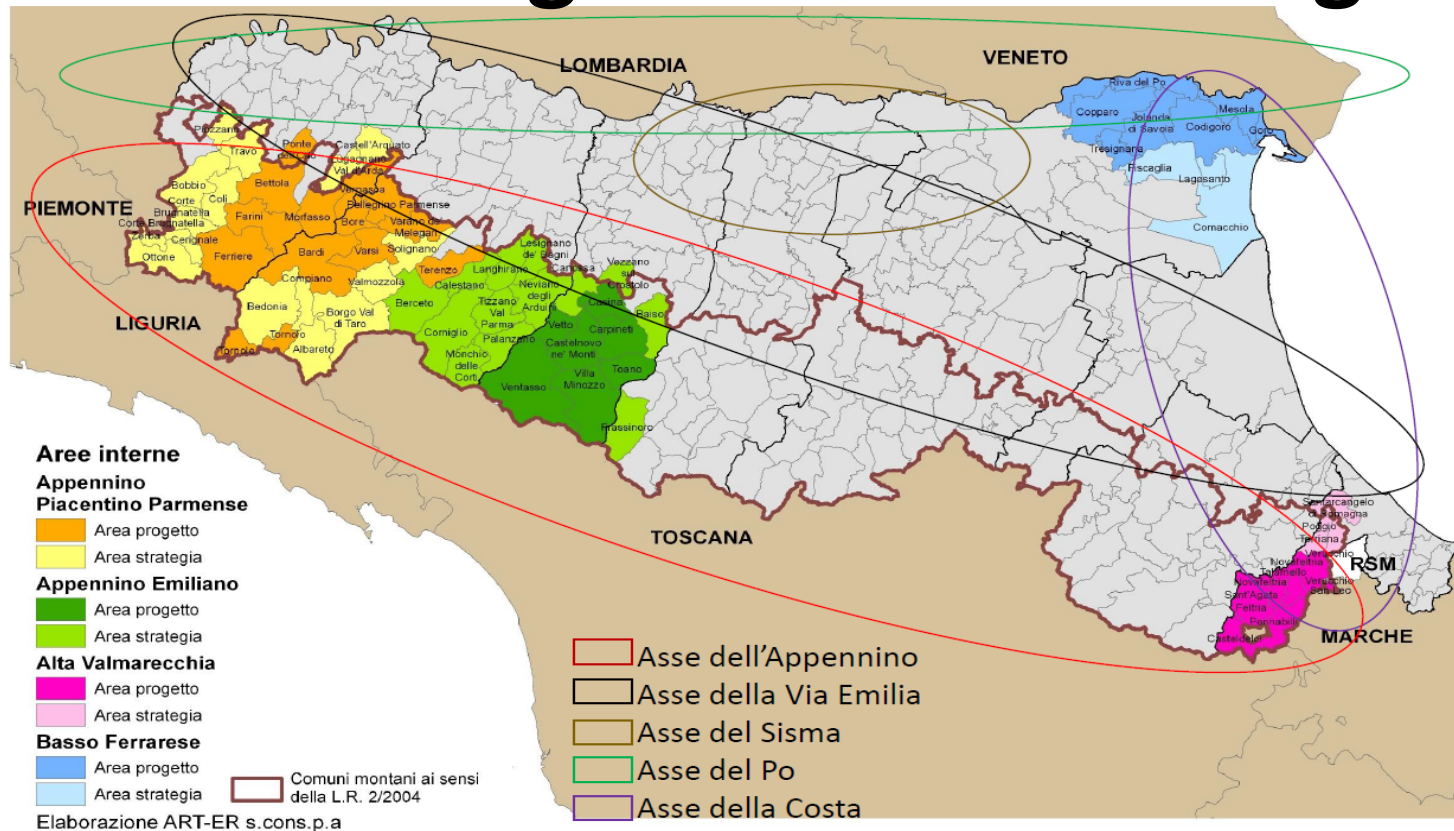 LOMBARDIA
VENETO
PIEMONTE
LIGURIA
TOSCANA
RSM
MARCHE
Riva del Po
Copparo
Jolanda
di Savoia
Mesola
Codigoro
Goro
Tresignana
Fiscaglia
Lagosanto
Comacchio
Travo
Ponte
Castell'Arquato
Lugagnano
Val d'Arda
Vernasca
Bobbio
Bettola
Coli
Corte
Brugnatella
Corte Brugnatella
Zerba
Cerignale
Ottone
Farini
Morfasso
Ferriere
Pellegrino Parmense
Bore
Varano de'
Melegari
Bardi
Varsi
Solignano
Compiano
Valmozzola
Terenzo
Bedonia
Borgo Val
di Taro
Tornolo
Tornolo
Albareto
Lesignano
de' Bagni
Langhirano
Canossa
Vezzano
sul
Crostolo
Calestano
Neviano
degli
Arduini
Berceto
Tizzano
Val
Parma
Corniglio
Palanzano
Monchio
delle
Corti
Casina
Baiso
Vetto
Carpineti
Castelnovo
ne' Monti
Toano
Villa
Minozzo
Ventasso
Frassinoro
Santarcangelo
di Romagna
Poggio
Torriana
Verucchio
Novafeltria
Talamello
Novafeltria
Verucchio
San Leo
Sant'Agata
Feltria
Pennabilli
Casteldelci
Aree interne
Appennino
Piacentino Parmense
Area progetto
Area strategia
Appennino Emiliano
Area progetto
Area strategia
Alta Valmarecchia
Area progetto
Area strategia
Basso Ferrarese
Area progetto
Area strategia
Comuni montani ai sensi
della L.R. 2/2004
Elaborazione ART-ER s.cons.p.a
Asse dell'Appennino
Asse della Via Emilia
Asse del Sisma
Asse del Po
Asse della Costa